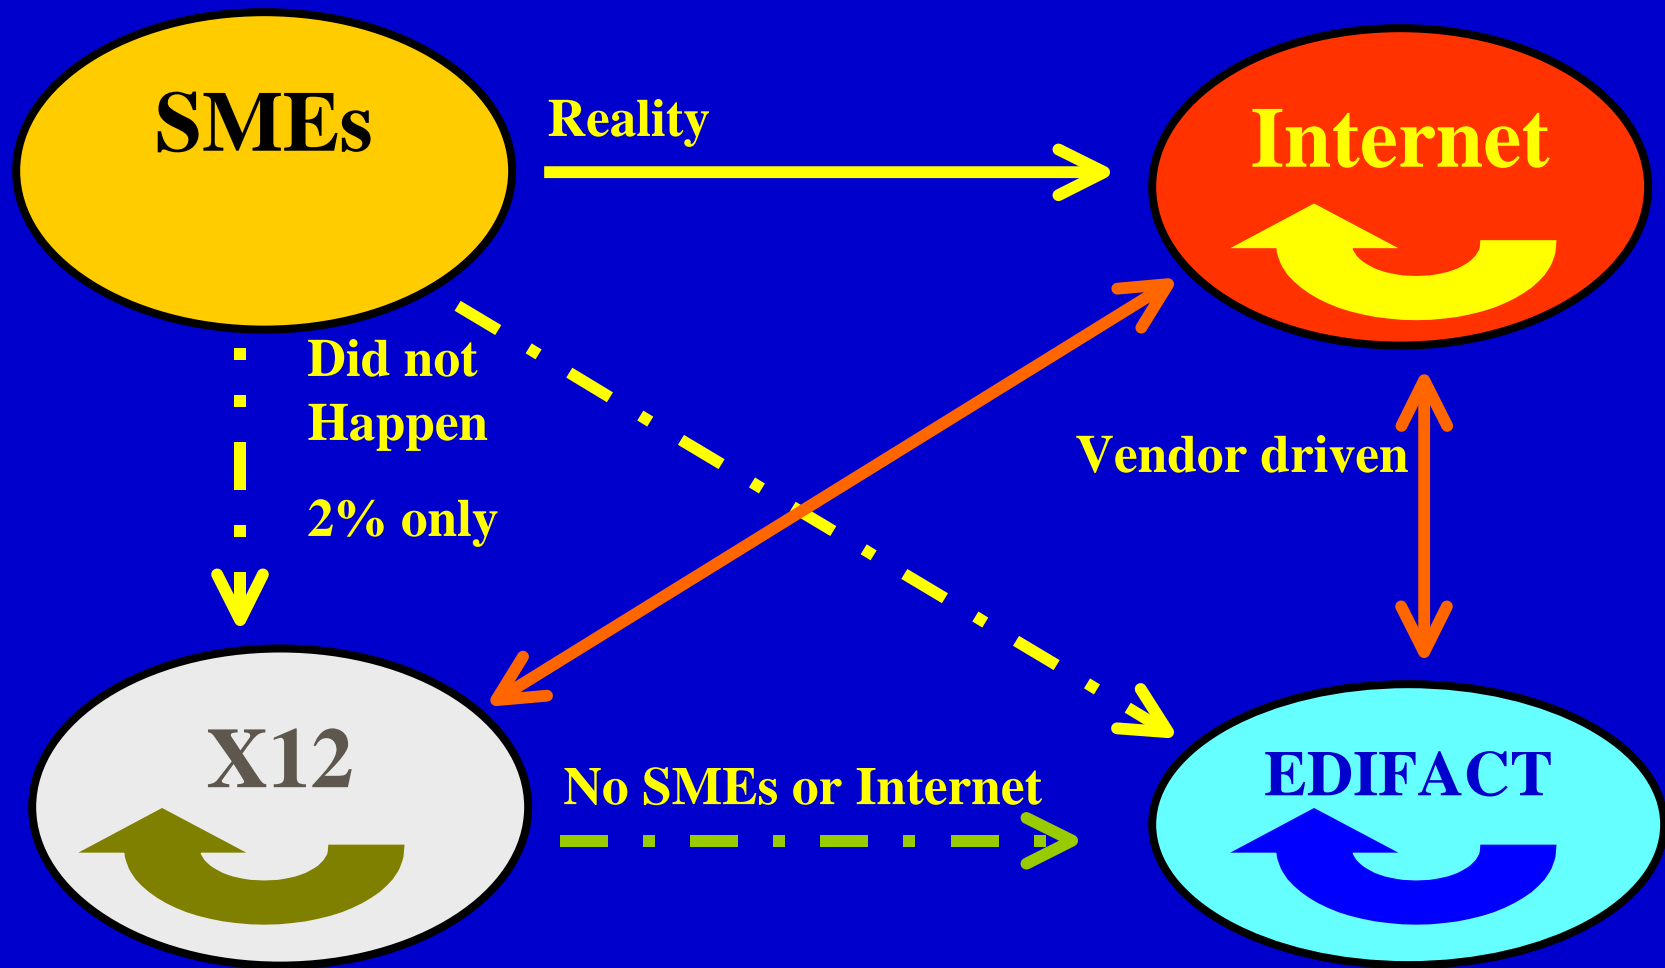 SMEs
Reality
Internet
Did not
Happen
2% only
Vendor driven
X12
No SMEs or Internet
EDIFACT